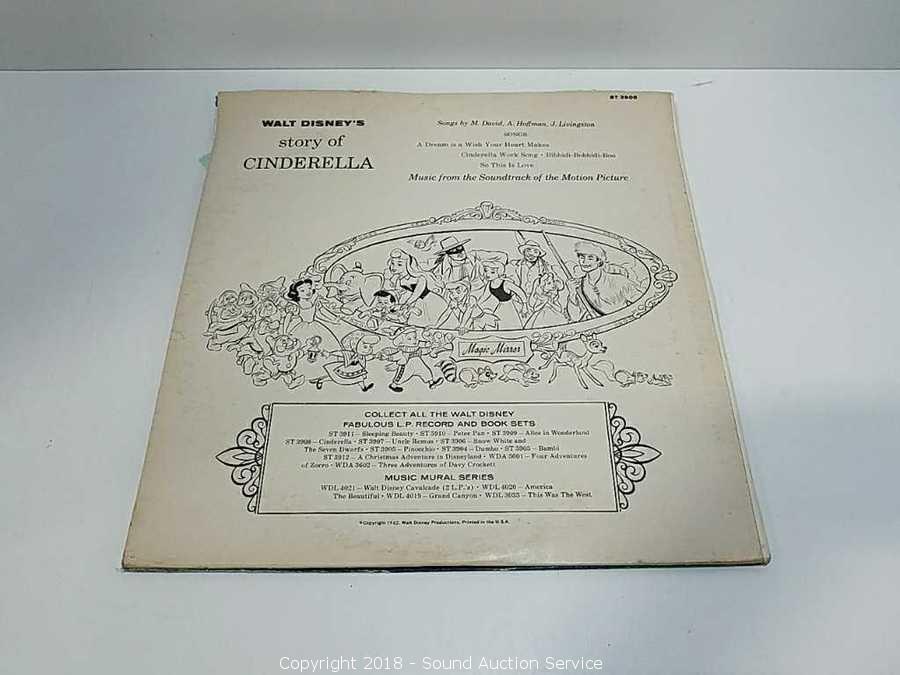 ST 3908
WALT DISNEY'S
story of
CINDERELLA
Songs by M. David, A. Hoffman, J. Livingston
SONGS
A Dream is a Wish Your Heart Makes
Cinderella Work Song • Bibbidi-Bobbidi-Boo
So This Is Love
Music from the Soundtrack of the Motion Picture
Magic Mirror
COLLECT ALL THE WALT DISNEY
FABULOUS L.P. RECORD AND BOOK SETS
ST 3911 — Sleeping Beauty • ST 3910 — Peter Pan • ST 3909 — Alice in Wonderland
ST 3908 — Cinderella • ST 3907 — Uncle Remus • ST 3906 — Snow White and
The Seven Dwarfs • ST 3905 — Pinocchio • ST 3904 — Dumbo • ST 3903 — Bambi
ST 3912 — A Christmas Adventure in Disneyland • WDA 3601 — Four Adventures
of Zorro • WDA 3602 — Three Adventures of Davy Crockett
MUSIC MURAL SERIES
WDL 4021 — Walt Disney Cavalcade (2 L.P.'s) • WDL 4020 — America
The Beautiful • WDL 4019 — Grand Canyon • WDL 3033 — This Was The West
© Copyright 1962, Walt Disney Productions, Printed in the U.S.A.
Copyright 2018 - Sound Auction Service